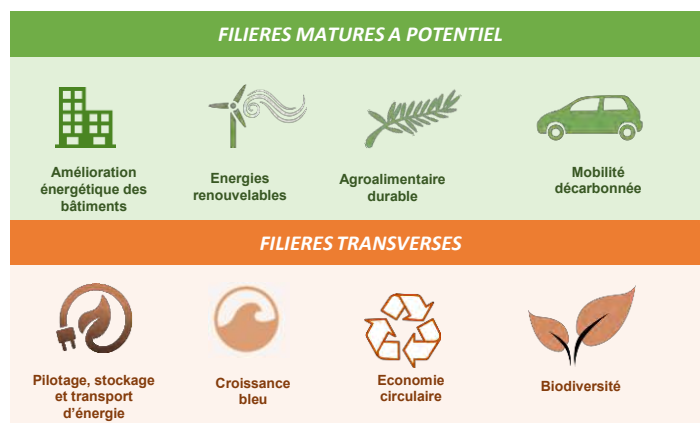 FILIERES MATURES A POTENTIEL
Amélioration
énergétique des
bâtiments
Energies
renouvelables
Agroalimentaire
durable
Mobilité
décarbonnée
FILIERES TRANSVERSES
Pilotage, stockage
et transport
d'énergie
Croissance
bleu
Economie
circulaire
Biodiversité